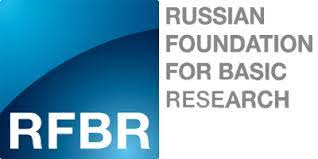 RUSSIAN
FOUNDATION
FOR BASIC
RESEARCH
RFBR